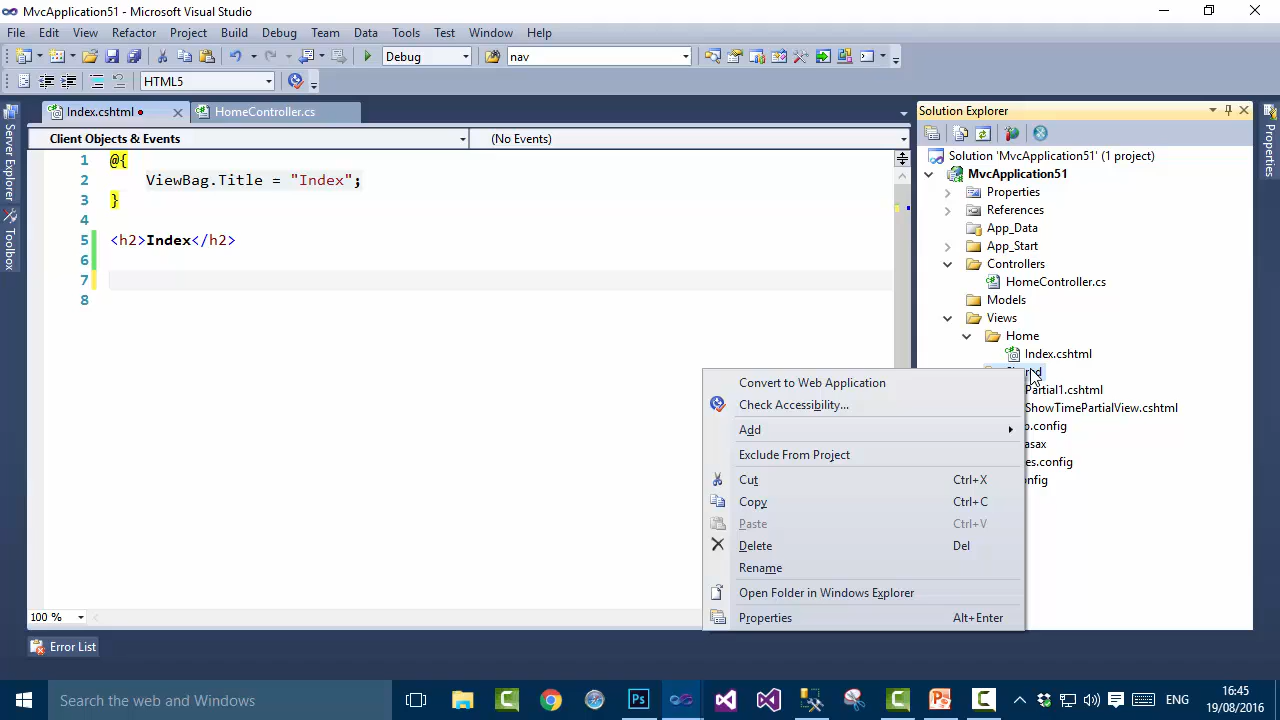 MvcApplication51 - Microsoft Visual Studio
File Edit View Refactor Project Build Debug Team Data Tools Test Window Help
Debug nav
HTML5
Index.cshtml HomeController.cs
Client Objects & Events (No Events)
1 @{
2 ViewBag.Title = "Index";
3 }
4
5 <h2>Index</h2>
6
7
8
100 %
Server Explorer
Toolbox
Solution Explorer
Solution 'MvcApplication51' (1 project)
MvcApplication51
Properties
References
App_Data
App_Start
Controllers
HomeController.cs
Models
Views
Home
Index.cshtml
Partial1.cshtml
ShowTimePartialView.cshtml
b.config
asax
es.config
nfig
Properties
Convert to Web Application
Check Accessibility...
Add
Exclude From Project
Cut Ctrl+X
Copy Ctrl+C
Paste Ctrl+V
Delete Del
Rename
Open Folder in Windows Explorer
Properties Alt+Enter
Error List
Search the web and Windows
Ps
ENG
16:45
19/08/2016